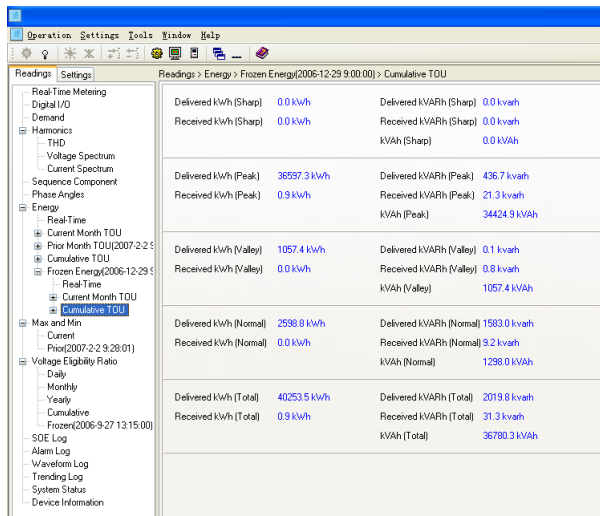 Operation Settings Tools Window Help
Readings Settings
Readings > Energy > Frozen Energy(2006-12-29 9:00:00) > Cumulative TOU
Real-Time Metering
Digital I/O
Demand
Harmonics
THD
Voltage Spectrum
Current Spectrum
Sequence Component
Phase Angles
Energy
Real-Time
Current Month TOU
Prior Month TOU(2007-2-2 9
Cumulative TOU
Frozen Energy(2006-12-29 9
Real-Time
Current Month TOU
Cumulative TOU
Max and Min
Current
Prior(2007-2-2 9:28:01)
Voltage Eligibility Ratio
Daily
Monthly
Yearly
Cumulative
Frozen(2006-9-27 13:15:00)
SOE Log
Alarm Log
Waveform Log
Trending Log
System Status
Device Information
Delivered kWh (Sharp) 0.0 kWh Delivered kVARh (Sharp) 0.0 kvarh
Received kWh (Sharp) 0.0 kWh Received kVARh (Sharp) 0.0 kvarh
kVAh (Sharp) 0.0 kVAh
Delivered kWh (Peak) 36597.3 kWh Delivered kVARh (Peak) 436.7 kvarh
Received kWh (Peak) 0.9 kWh Received kVARh (Peak) 21.3 kvarh
kVAh (Peak) 34424.9 kVAh
Delivered kWh (Valley) 1057.4 kWh Delivered kVARh (Valley) 0.1 kvarh
Received kWh (Valley) 0.0 kWh Received kVARh (Valley) 0.8 kvarh
kVAh (Valley) 1057.4 kVAh
Delivered kWh (Normal) 2598.8 kWh Delivered kVARh (Normal) 1583.0 kvarh
Received kWh (Normal) 0.0 kWh Received kVARh (Normal) 9.2 kvarh
kVAh (Normal) 1298.0 kVAh
Delivered kWh (Total) 40253.5 kWh Delivered kVARh (Total) 2019.8 kvarh
Received kWh (Total) 0.9 kWh Received kVARh (Total) 31.3 kvarh
kVAh (Total) 36780.3 kVAh